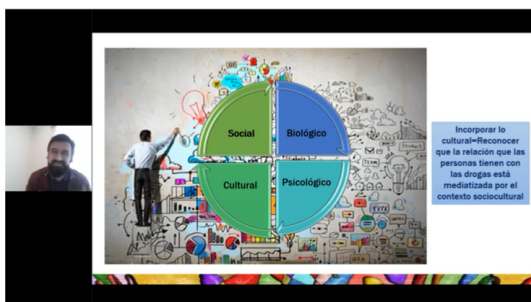 Social
Biológico
Cultural
Psicológico
Incorporar lo
cultural=Reconocer
que la relación que las
personas tienen con
las drogas está
mediatizada por el
contexto sociocultural